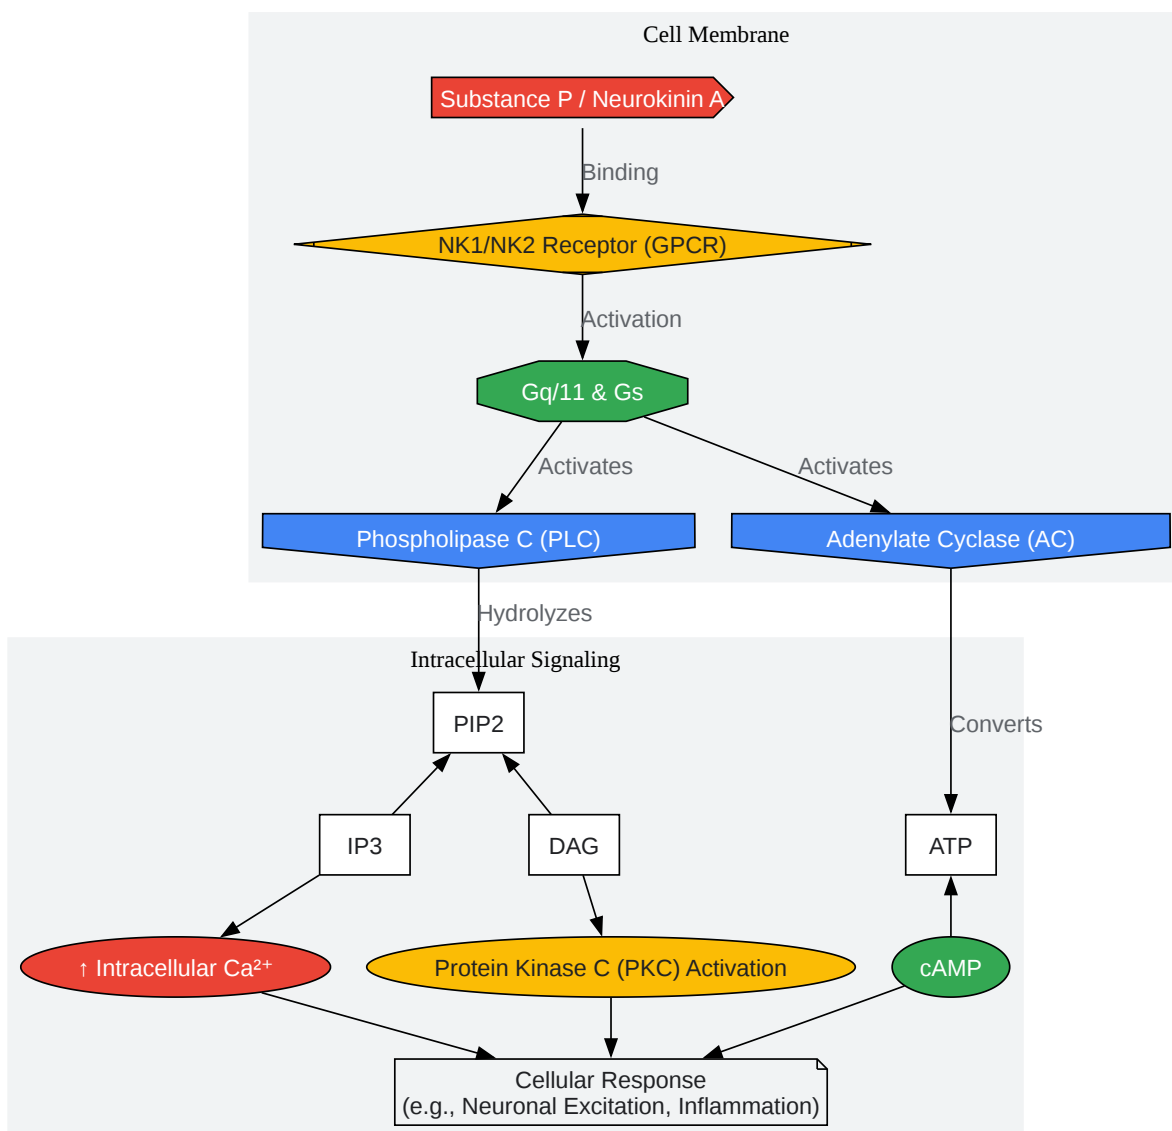 Cell Membrane
Substance P / Neurokinin A
Binding
NK1/NK2 Receptor (GPCR)
Activation
Gq/11 & Gs
Activates
Activates
Phospholipase C (PLC)
Adenylate Cyclase (AC)
Hydrolyzes
Intracellular Signaling
PIP2
Converts
IP3
DAG
ATP
↑ Intracellular Ca²⁺
Protein Kinase C (PKC) Activation
cAMP
Cellular Response
(e.g., Neuronal Excitation, Inflammation)